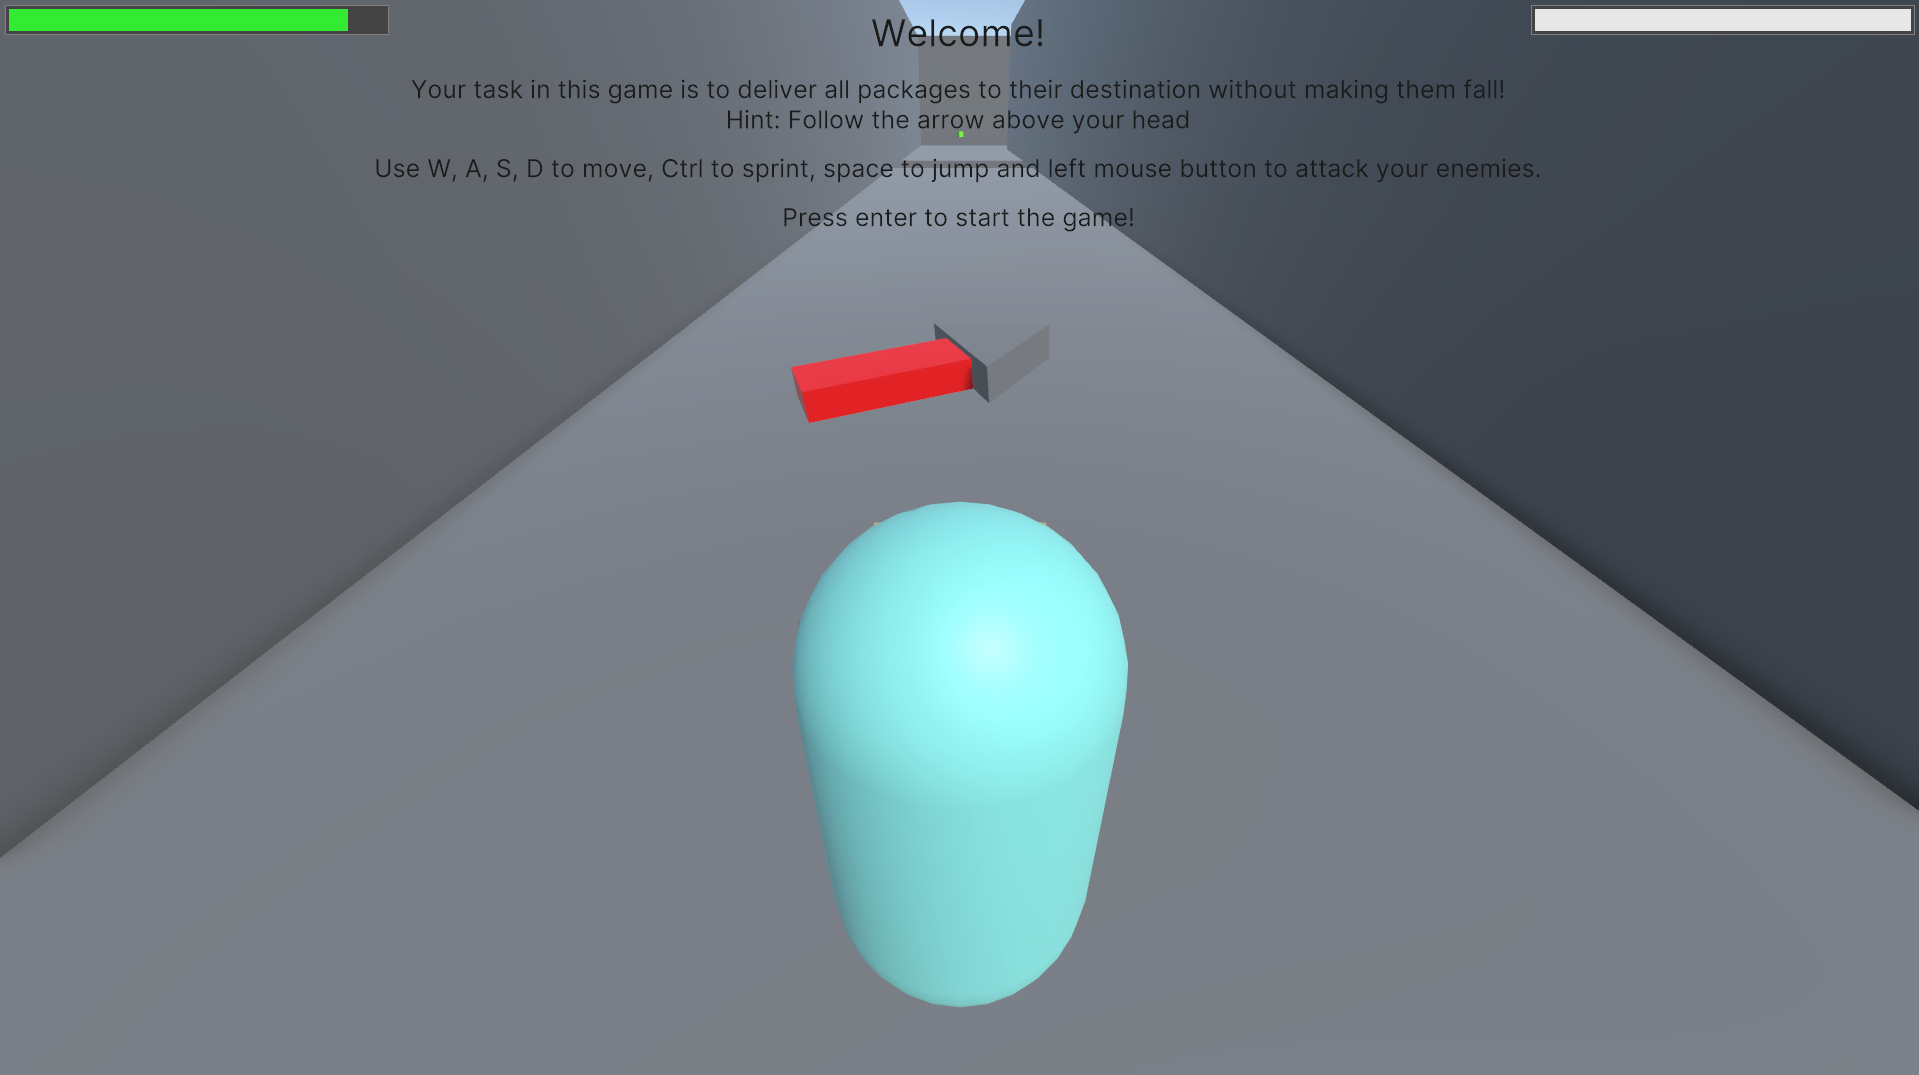 Welcome!
Your task in this game is to deliver all packages to their destination without making them fall!
Hint: Follow the arrow above your head
Use W, A, S, D to move, Ctrl to sprint, space to jump and left mouse button to attack your enemies.
Press enter to start the game!